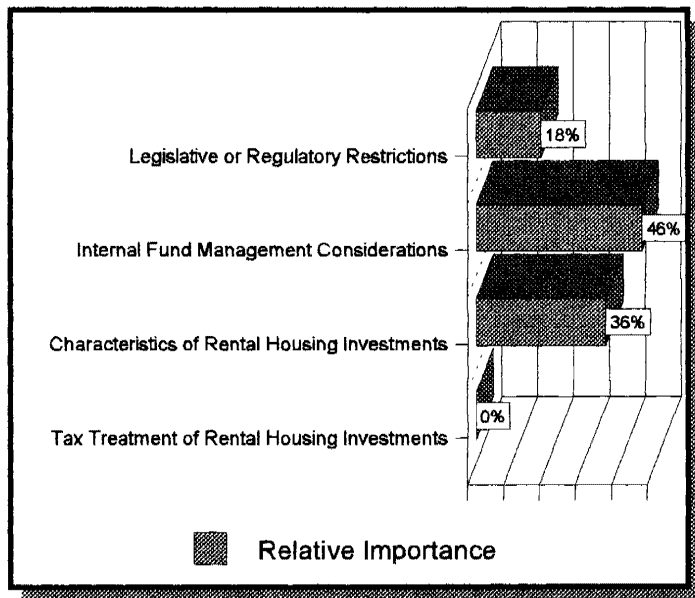 18%
Legislative or Regulatory Restrictions
46%
Internal Fund Management Considerations
36%
Characteristics of Rental Housing Investments
0%
Tax Treatment of Rental Housing Investments
Relative Importance